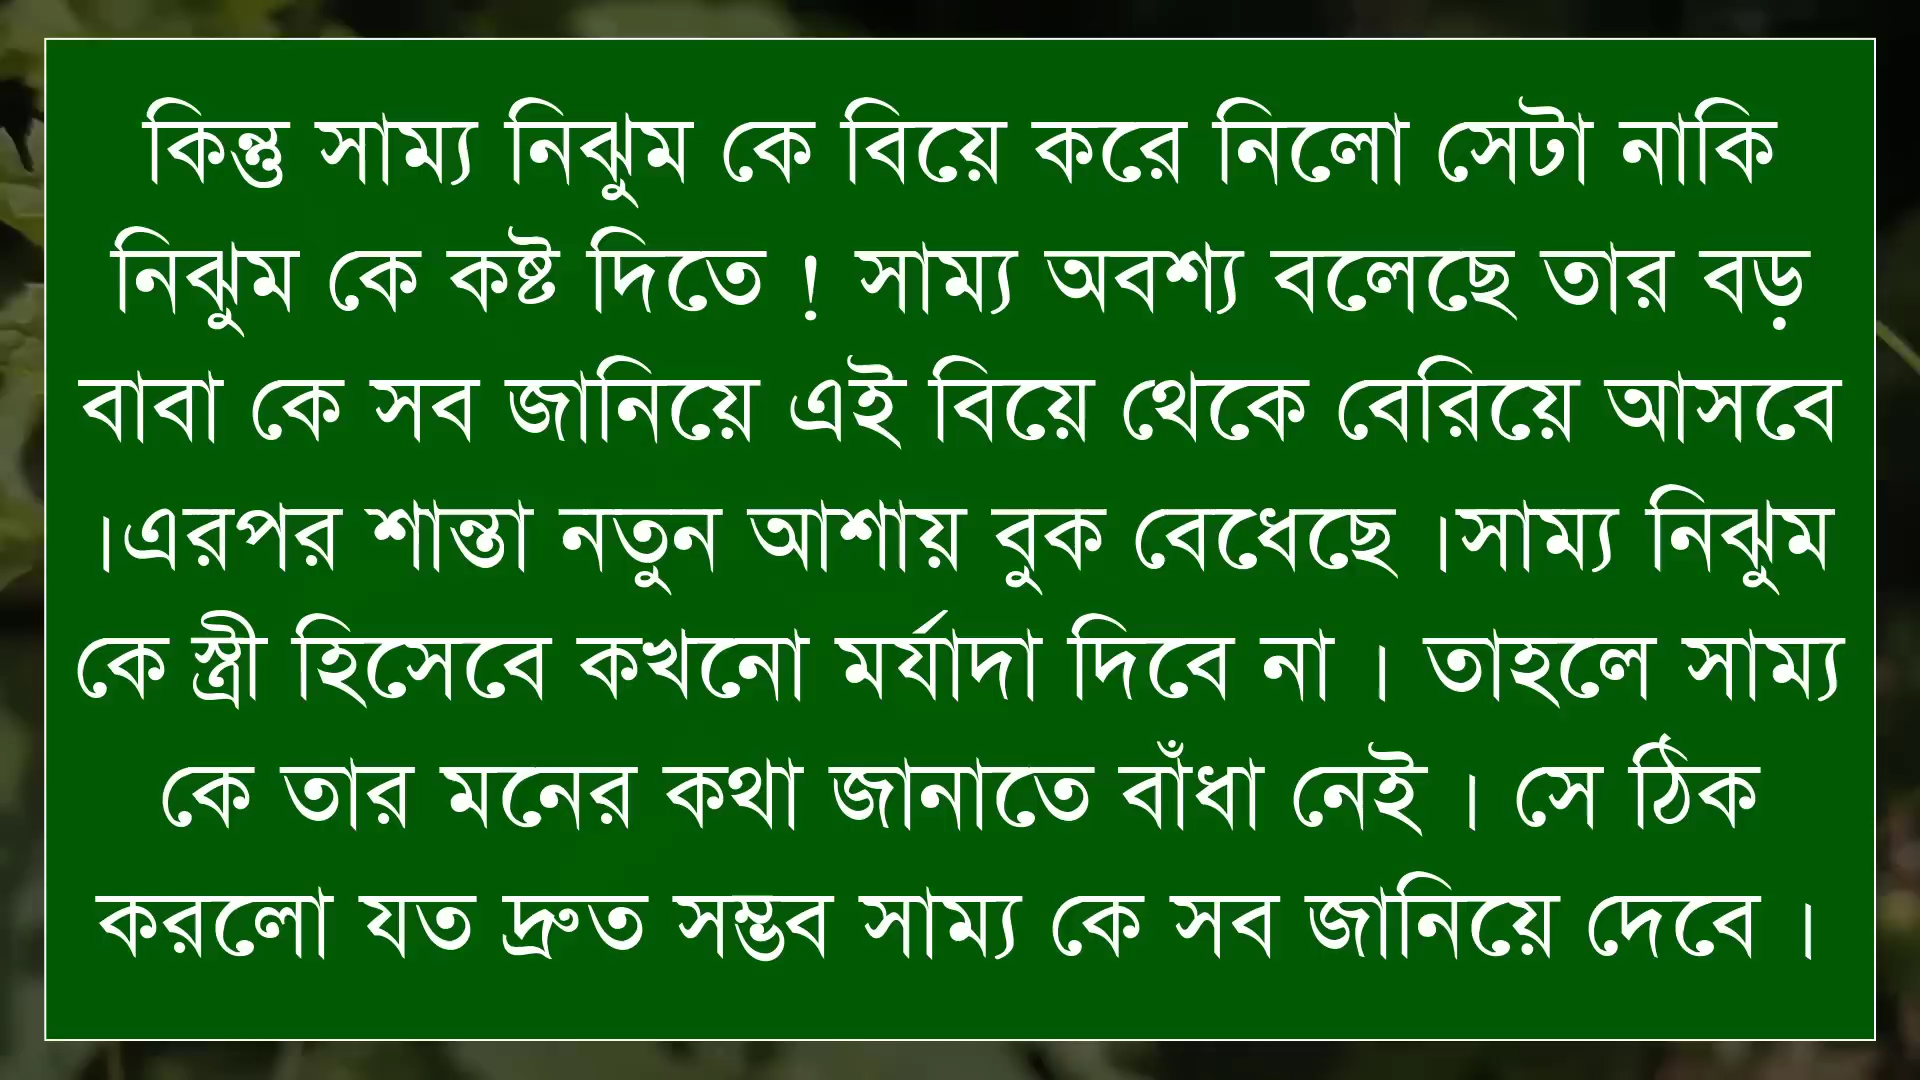 কিন্তু সাম্য নিঝুম কে বিয়ে করে নিলো সেটা নাকি
নিঝুম কে কষ্ট দিতে ! সাম্য অবশ্য বলেছে তার বড়
বাবা কে সব জানিয়ে এই বিয়ে থেকে বেরিয়ে আসবে
।এরপর শান্তা নতুন আশায় বুক বেধেছে ।সাম্য নিঝুম
কে স্ত্রী হিসেবে কখনো মর্যাদা দিবে না । তাহলে সাম্য
কে তার মনের কথা জানাতে বাঁধা নেই । সে ঠিক
করলো যত দ্রুত সম্ভব সাম্য কে সব জানিয়ে দেবে ।